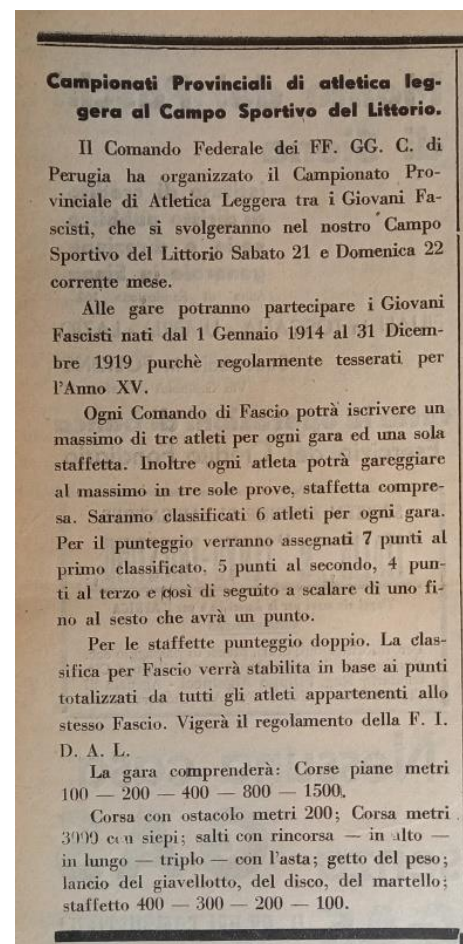 Campionati Provinciali di atletica leg-
gera al Campo Sportivo del Littorio.
Il Comando Federale dei FF. GG. C. di
Perugia ha organizzato il Campionato Pro-
vinciale di Atletica Leggera tra i Giovani Fa-
scisti, che si svolgeranno nel nostro Campo
Sportivo del Littorio Sabato 21 e Domenica 22
corrente mese.
Alle gare potranno partecipare i Giovani
Fascisti nati dal 1 Gennaio 1914 al 31 Dicem-
bre 1919 purchè regolarmente tesserati per
l'Anno XV.
Ogni Comando di Fascio potrà iscrivere un
massimo di tre atleti per ogni gara ed una sola
staffetta. Inoltre ogni atleta potrà gareggiare
al massimo in tre sole prove, staffetta compre-
sa. Saranno classificati 6 atleti per ogni gara.
Per il punteggio verranno assegnati 7 punti al
primo classificato, 5 punti al secondo, 4 pun-
ti al terzo e così di seguito a scalare di uno fi-
no al sesto che avrà un punto.
Per le staffette punteggio doppio. La clas-
sifica per Fascio verrà stabilita in base ai punti
totalizzati da tutti gli atleti appartenenti allo
stesso Fascio. Vigerà il regolamento della F. I.
D. A. L.
La gara comprenderà: Corse piane metri
100 — 200 — 400 — 800 — 1500.
Corsa con ostacolo metri 200; Corsa metri
3000 con siepi; salti con rincorsa — in alto —
in lungo — triplo — con l'asta; getto del peso;
lancio del giavellotto, del disco, del martello;
staffetto 400 — 300 — 200 — 100.